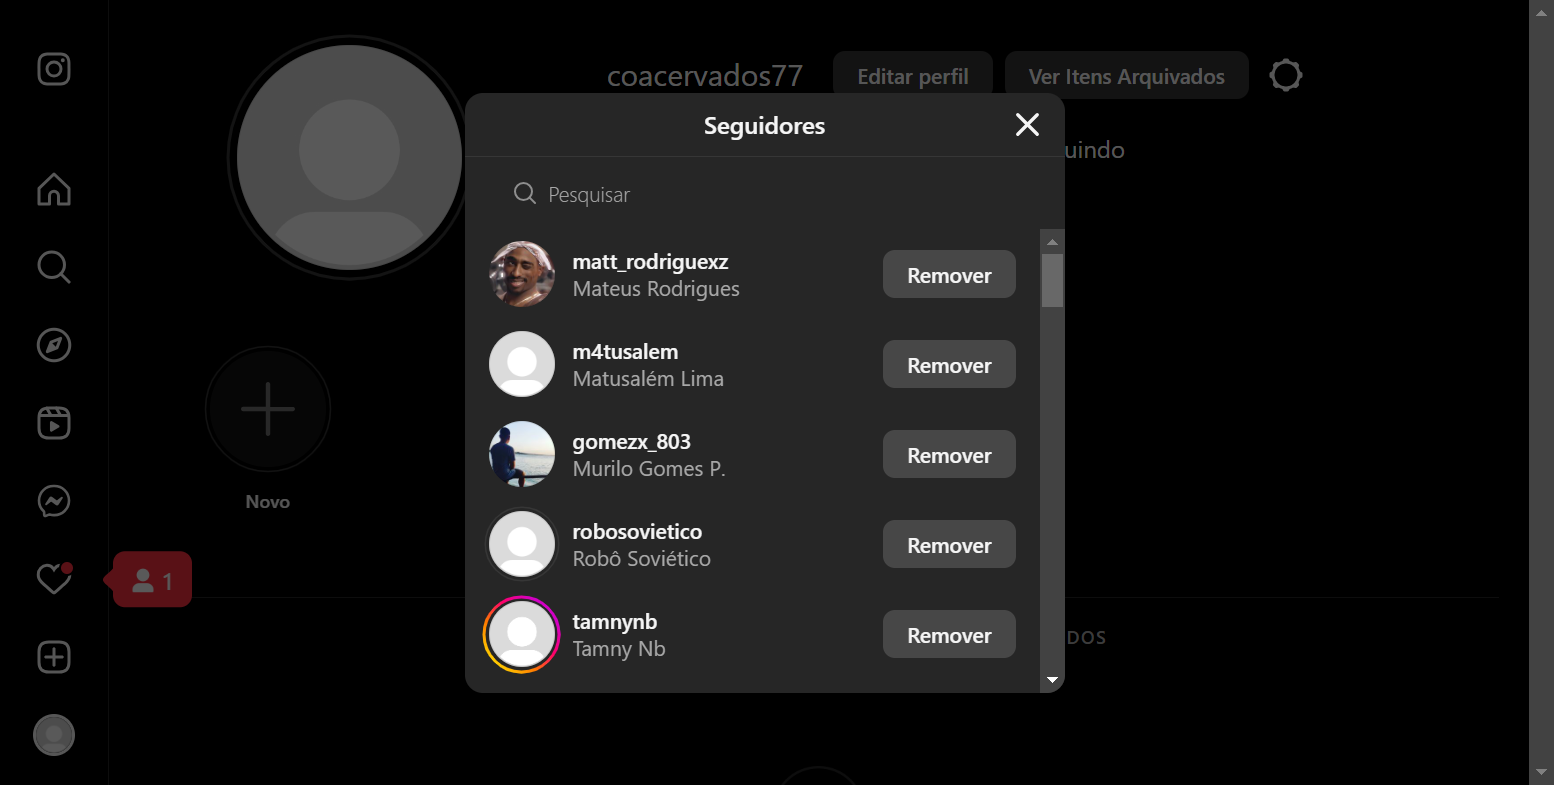 coacervados77
Editar perfil
Ver Itens Arquivados
Seguidores
uindo
Pesquisar
matt_rodriguexz
Mateus Rodrigues
Remover
m4tusalem
Matusalém Lima
Remover
gomezx_803
Murilo Gomes P.
Remover
Novo
robosovietico
Robô Soviético
Remover
1
tamnynb
Tamny Nb
Remover
DOS